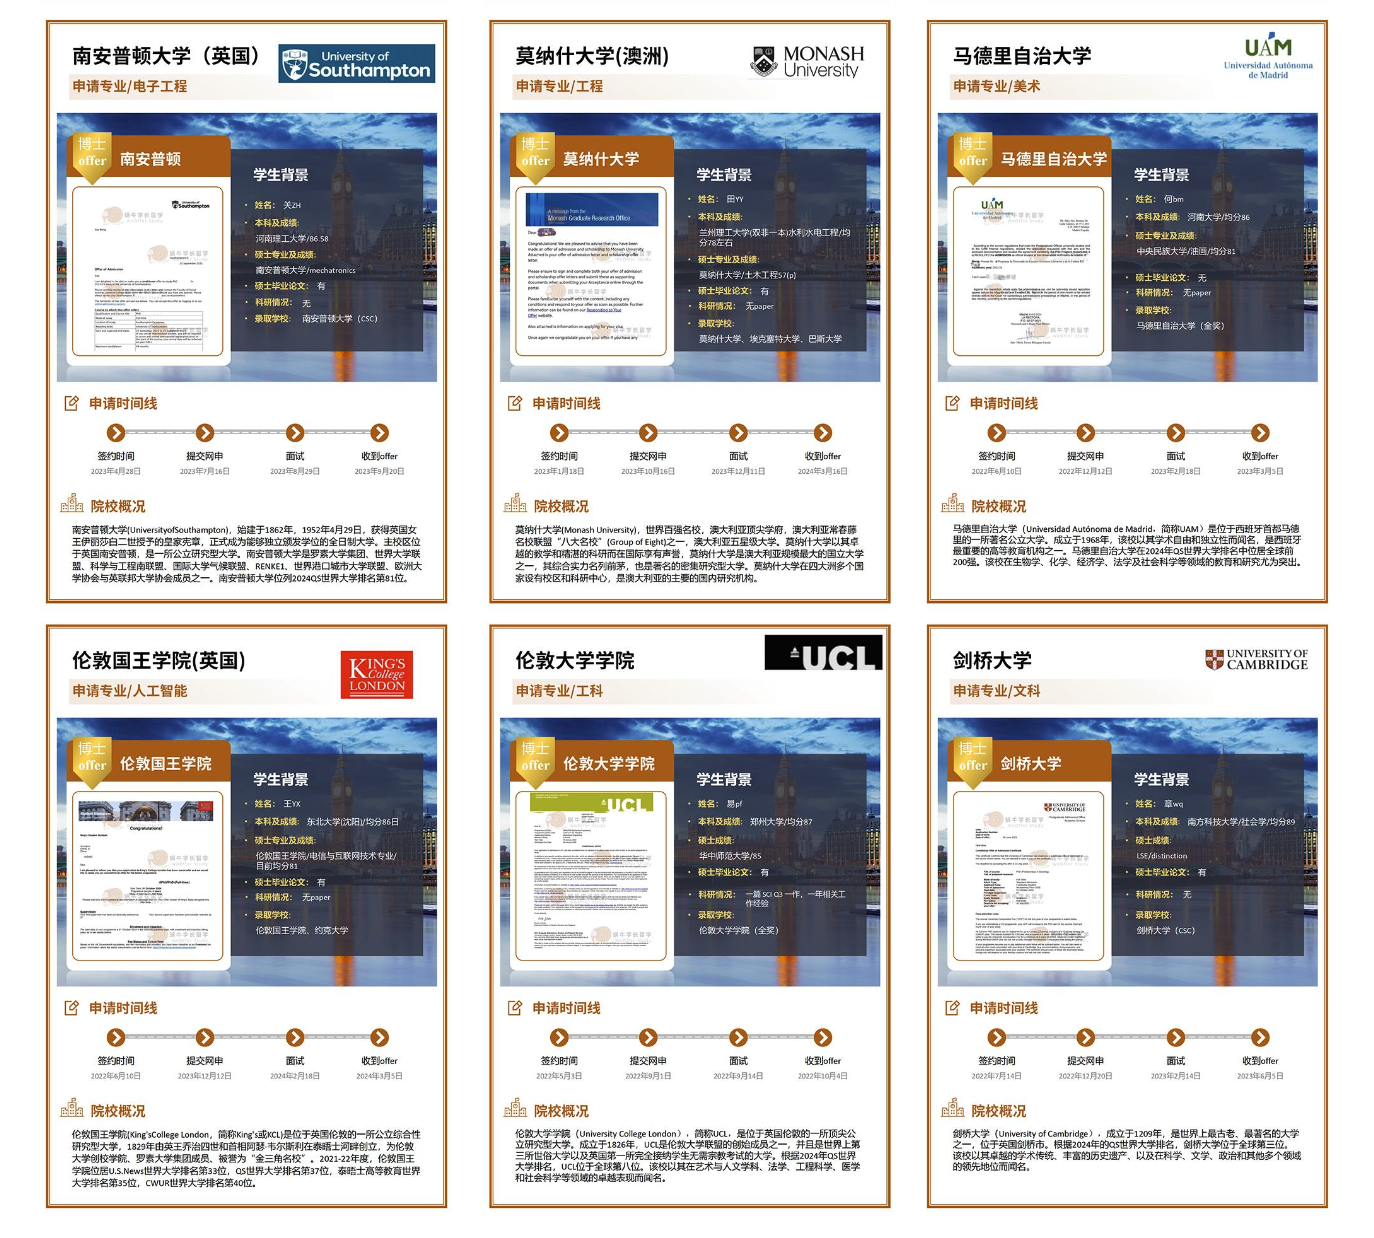 南安普顿大学（英国）
University of
Southampton
申请专业/电子工程
博士
offer
南安普顿
学生背景
姓名： 关ZH
本科及成绩：
河南理工大学/86.58
硕士专业及成绩：
南安普顿大学/mechatronics
硕士毕业论文： 有
科研情况： 无
录取学校： 南安普顿大学（CSC）
申请时间线
签约时间 提交网申 面试 收到offer
2023年4月28日 2023年7月16日 2023年8月29日 2023年9月20日
院校概况
南安普顿大学(UniversityofSouthampton)，始建于1862年，1952年4月29日，获得英国女
王伊丽莎白二世授予的皇家宪章，正式成为能够独立颁发学位的全日制大学。主校区位
于英国南安普顿，是一所公立研究型大学。南安普顿大学是罗素大学集团、世界大学联
盟、科学与工程南联盟、国际大学气候联盟、RENKE1、世界港口城市大学联盟、欧洲大
学协会与英联邦大学协会成员之一。南安普顿大学位列2024QS世界大学排名第81位。
莫纳什大学(澳洲)
MONASH
University
申请专业/工程
博士
offer
莫纳什大学
A message from the
Monash Graduate Research Office
学生背景
姓名： 田YY
本科及成绩：
兰州理工大学(双非一本)水利水电工程/均
分78左右
硕士专业及成绩：
莫纳什大学/土木工程57(p)
硕士毕业论文： 有
科研情况： 无paper
录取学校：
莫纳什大学、埃克塞特大学、巴斯大学
申请时间线
签约时间 提交网申 面试 收到offer
2023年1月18日 2023年10月16日 2023年12月11日 2024年3月16日
院校概况
莫纳什大学(Monash University)，世界百强名校，澳大利亚顶尖学府，澳大利亚常春藤
名校联盟“八大名校”(Group of Eight)之一，澳大利亚五星级大学。莫纳什大学以其卓
越的教学和精湛的科研而在国际享有声誉，莫纳什大学是澳大利亚规模最大的国立大学
之一，其综合实力名列前茅，也是著名的密集研究型大学。莫纳什大学在四大洲多个国
家设有校区和科研中心，是澳大利亚的主要的国内研究机构。
马德里自治大学
UAM
Universidad Autónoma
de Madrid
申请专业/美术
博士
offer
马德里自治大学
学生背景
姓名： 何bm
本科及成绩： 河南大学/均分86
硕士专业及成绩：
中央民族大学/油画/均分81
硕士毕业论文： 无
科研情况： 无paper
录取学校：
马德里自治大学（全奖）
申请时间线
签约时间 提交网申 面试 收到offer
2022年6月10日 2022年12月12日 2023年2月18日 2023年3月5日
院校概况
马德里自治大学（Universidad Autónoma de Madrid，简称UAM）是位于西班牙首都马德
里的一所著名公立大学。成立于1968年，该校以其学术自由和独立性而闻名，是西班牙
最重要的高等教育机构之一。马德里自治大学在2024年QS世界大学排名中位居全球前
200强。该校在生物学、化学、经济学、法学及社会科学等领域的教育和研究尤为突出。
伦敦国王学院(英国)
KING'S
College
LONDON
申请专业/人工智能
博士
offer
伦敦国王学院
Congratulations!
学生背景
姓名： 王YX
本科及成绩： 东北大学(沈阳)/均分86日
硕士专业及成绩：
伦敦国王学院/电信与互联网技术专业/
目前均分81
硕士毕业论文： 有
科研情况： 无paper
录取学校：
伦敦国王学院、约克大学
申请时间线
签约时间 提交网申 面试 收到offer
2022年6月10日 2023年12月12日 2024年2月18日 2024年3月5日
院校概况
伦敦国王学院(King'sCollege London，简称King's或KCL)是位于英国伦敦的一所公立综合性
研究型大学，1829年由英王乔治四世和首相阿瑟·韦尔斯利在泰晤士河畔创立，为伦敦
大学创校学院、罗素大学集团成员、被誉为“金三角名校”。2021-22年度，伦敦国王
学院位居U.S.News世界大学排名第33位，QS世界大学排名第37位，泰晤士高等教育世界
大学排名第35位，CWUR世界大学排名第40位。
伦敦大学学院
UCL
申请专业/工科
博士
offer
伦敦大学学院
UCL
学生背景
姓名： 易pf
本科及成绩： 郑州大学/均分87
硕士成绩：
华中师范大学/85
硕士毕业论文： 有
科研情况： 一篇 SCI Q3 一作，一年相关工
作经验
录取学校：
伦敦大学学院（全奖）
申请时间线
签约时间 提交网申 面试 收到offer
2022年5月3日 2022年9月1日 2022年9月14日 2022年10月4日
院校概况
伦敦大学学院（University College London），简称UCL，是位于英国伦敦的一所顶尖公
立研究型大学。成立于1826年，UCL是伦敦大学联盟的创始成员之一，并且是世界上第
三所世俗大学以及英国第一所完全接纳学生无需宗教考试的大学。根据2024年QS世界
大学排名，UCL位于全球第八位。该校以其在艺术与人文学科、法学、工程科学、医学
和社会科学等领域的卓越表现而闻名。
剑桥大学
UNIVERSITY OF
CAMBRIDGE
申请专业/文科
博士
offer
剑桥大学
UNIVERSITY OF
CAMBRIDGE
学生背景
姓名： 章wq
本科及成绩： 南方科技大学/社会学/均分89
硕士成绩：
LSE/distinction
硕士毕业论文： 有
科研情况： 无
录取学校：
剑桥大学（CSC）
申请时间线
签约时间 提交网申 面试 收到offer
2022年7月14日 2022年12月20日 2023年2月14日 2023年6月5日
院校概况
剑桥大学（University of Cambridge），成立于1209年，是世界上最古老、最著名的大学
之一，位于英国剑桥市。根据2024年的QS世界大学排名，剑桥大学位于全球第三位。
该校以其卓越的学术传统、丰富的历史遗产、以及在科学、文学、政治和其他多个领域
的领先地位而闻名。